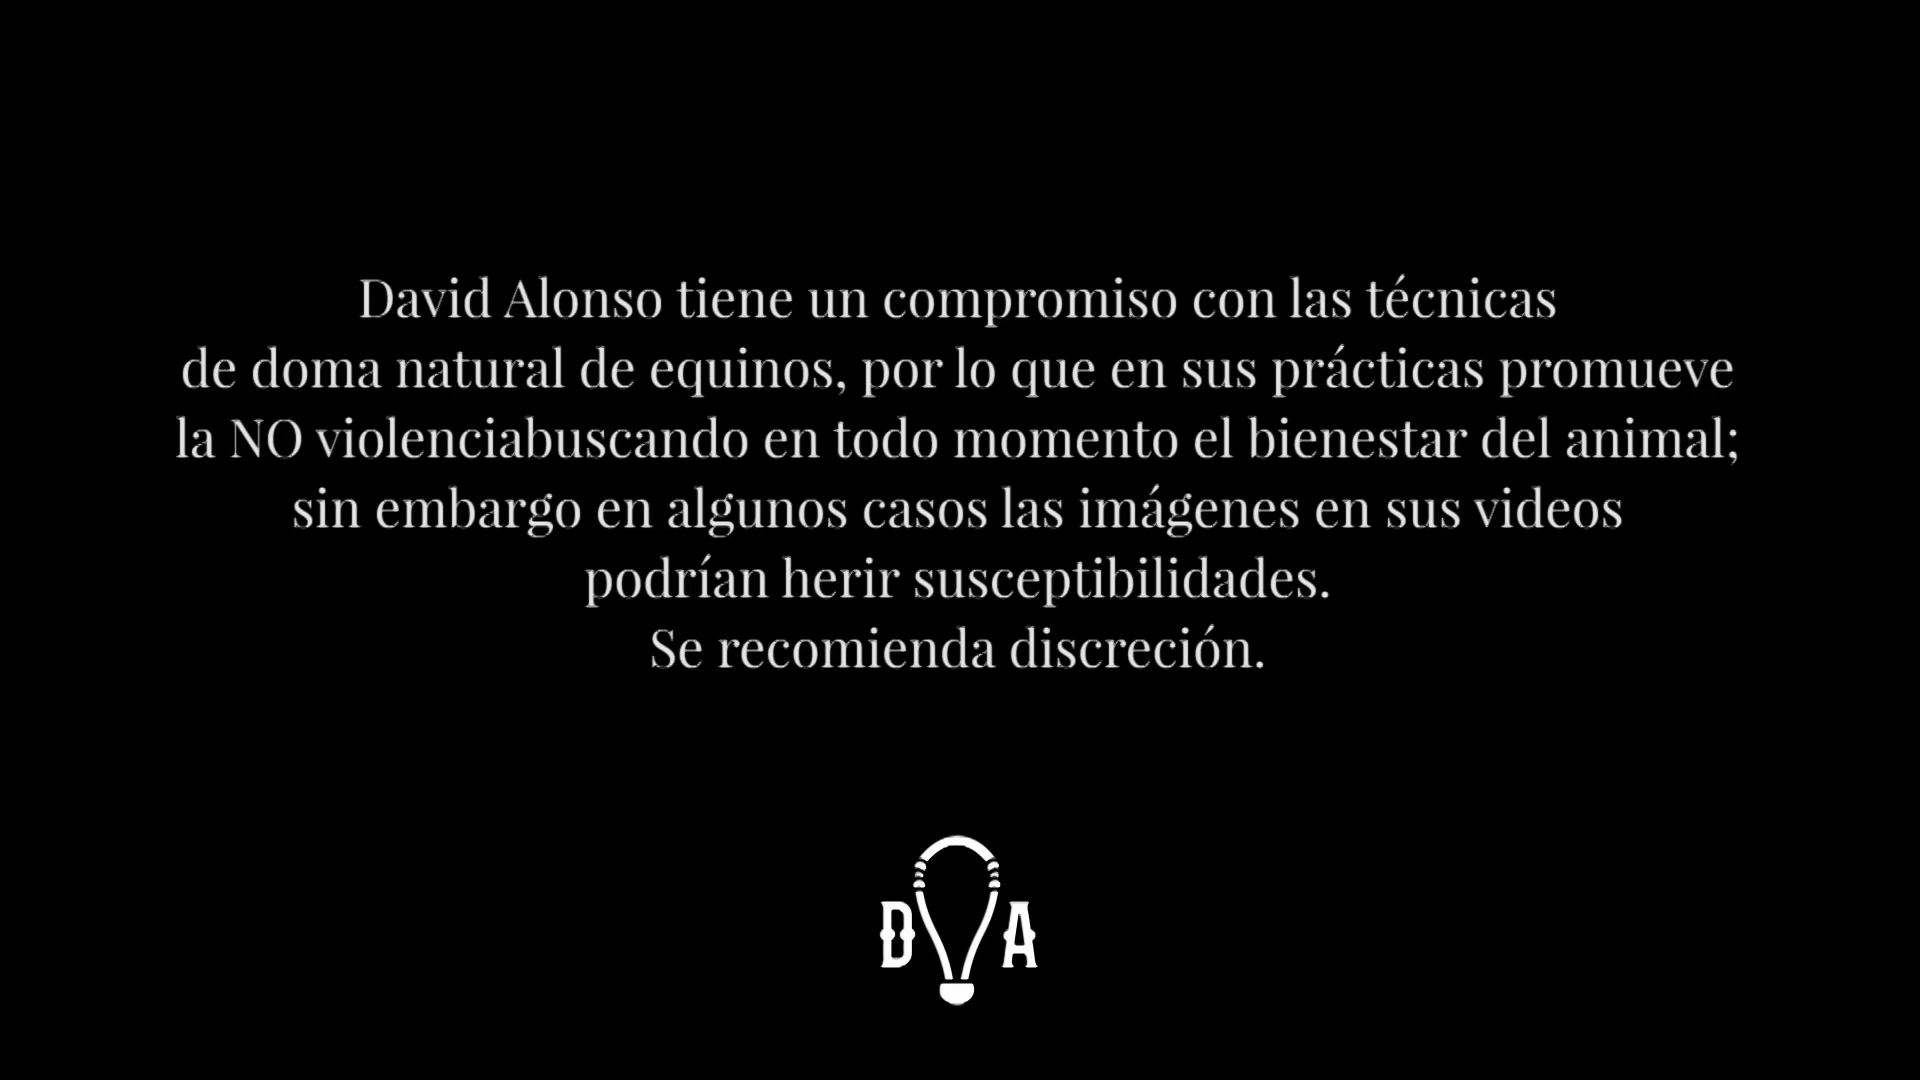 David Alonso tiene un compromiso con las técnicas
de doma natural de equinos, por lo que en sus prácticas promueve
la NO violenciabuscando en todo momento el bienestar del animal;
sin embargo en algunos casos las imágenes en sus videos
podrían herir susceptibilidades.
Se recomienda discreción.
D A